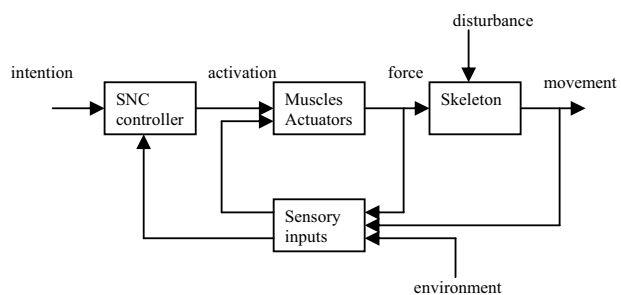 disturbance
intention
activation
force
movement
SNC
controller
Muscles
Actuators
Skeleton
Sensory
inputs
environment